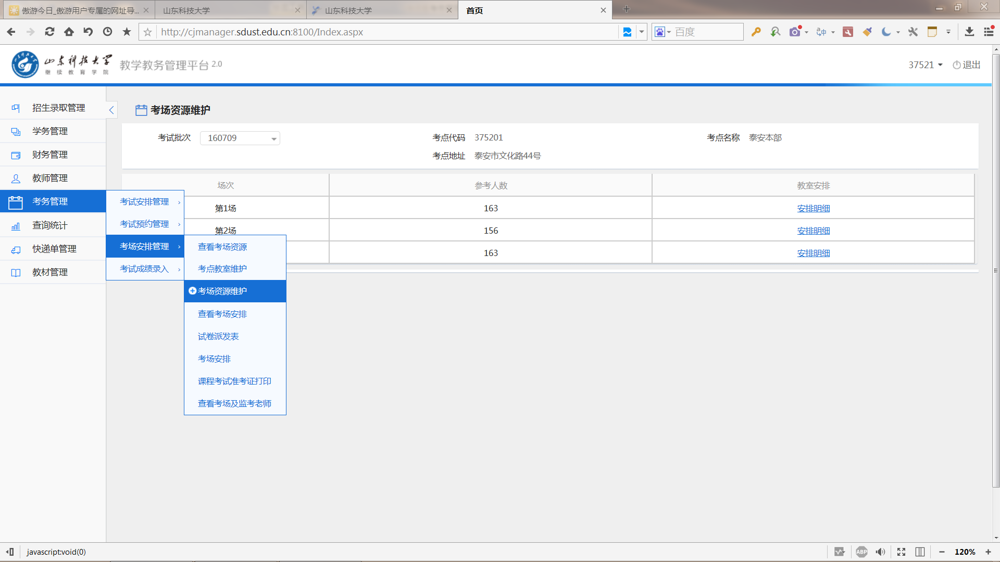 傲游今日_傲游用户专属的网址导...
山东科技大学
山东科技大学
首页
http://cjmanager.sdust.edu.cn:8100/Index.aspx
百度
山东科技大学
继续教育学院
教学教务管理平台 2.0
37521
退出
招生录取管理
学务管理
财务管理
教师管理
考务管理
查询统计
快递单管理
教材管理
考场资源维护
考试批次 160709
考点代码 375201
考点名称 泰安本部
考点地址 泰安市文化路44号
场次 参考人数 教室安排
第1场 163 安排明细
第2场 156 安排明细
163 安排明细
考试安排管理
考试预约管理
考场安排管理
考试成绩录入
查看考场资源
考点教室维护
考场资源维护
查看考场安排
试卷派发表
考场安排
课程考试准考证打印
查看考场及监考老师
javascript:void(0)
ABP
120%